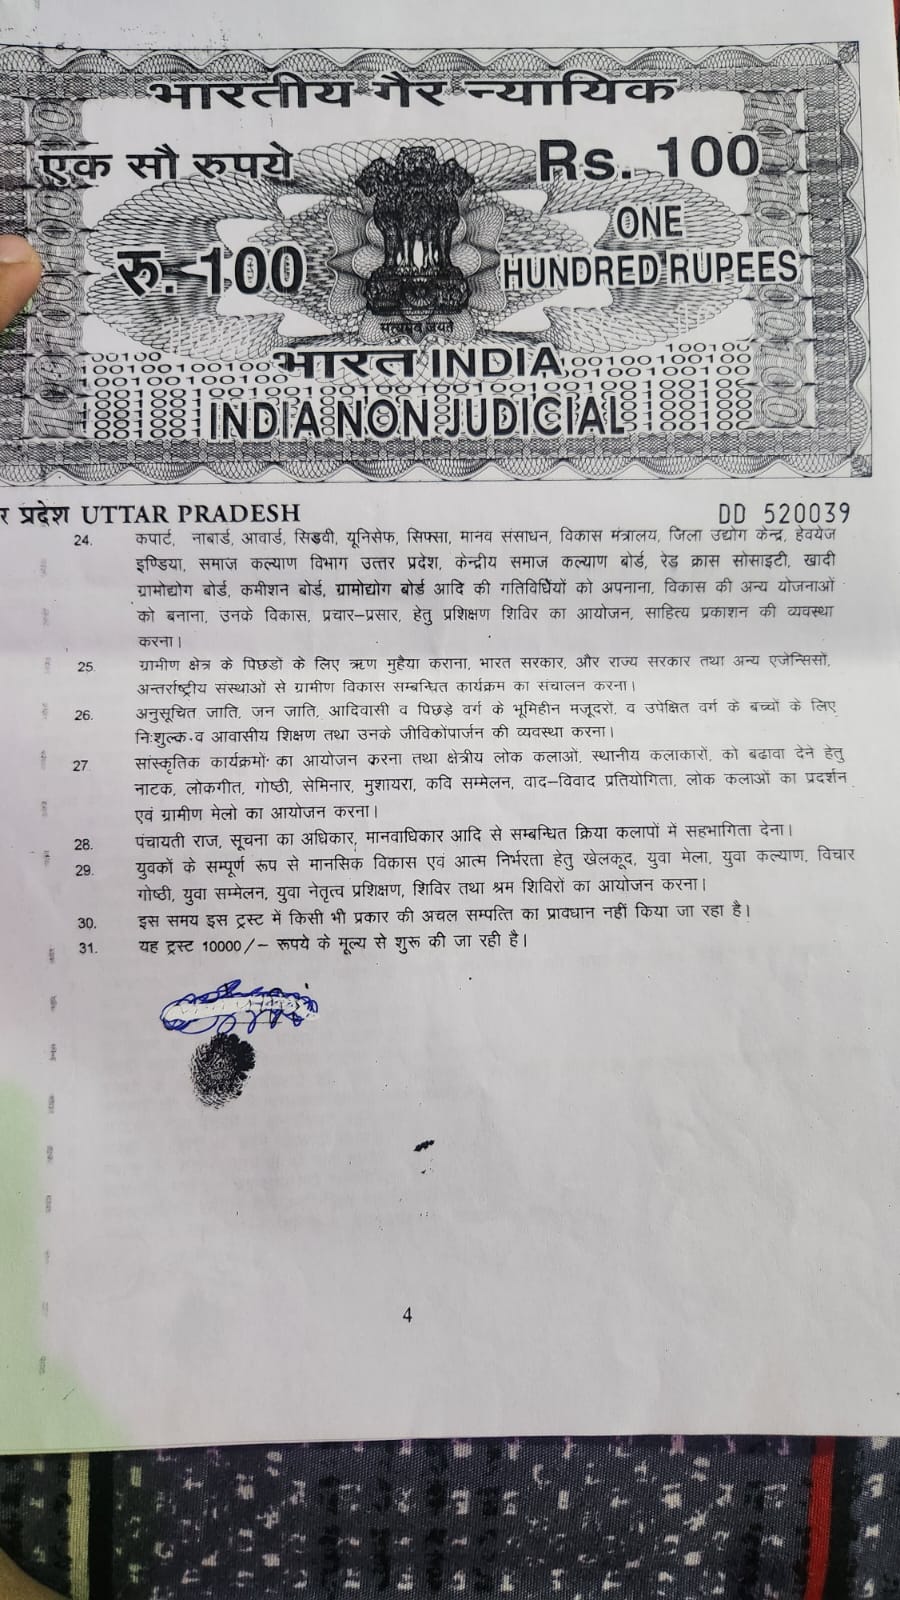 भारतीय गैर न्यायिक
एक सौ रुपये
Rs. 100
रु. 100
ONE
HUNDRED RUPEES
सत्यमेव जयते
भारत INDIA
INDIA NON JUDICIAL
र प्रदेश UTTAR PRADESH
DD 520039
24. कपार्ट, नाबार्ड, आवार्ड, सिडवी, यूनिसेफ, सिफ्सा, मानव संसाधन, विकास मंत्रालय, जिला उद्योग केन्द्र, हेवयेज
इण्डिया, समाज कल्याण विभाग उत्तर प्रदेश, केन्द्रीय समाज कल्याण बोर्ड, रेड क्रास सोसाइटी, खादी
ग्रामोद्योग बोर्ड, कमीशन बोर्ड, ग्रामोद्योग बोर्ड आदि की गतिविधियों को अपनाना, विकास की अन्य योजनाओं
को बनाना, उनके विकास, प्रचार-प्रसार, हेतु प्रशिक्षण शिविर का आयोजन, साहित्य प्रकाशन की व्यवस्था
करना।
25. ग्रामीण क्षेत्र के पिछडों के लिए ऋण मुहैया कराना, भारत सरकार, और राज्य सरकार तथा अन्य एजेन्सिसों,
अन्तर्राष्ट्रीय संस्थाओं से ग्रामीण विकास सम्बन्धित कार्यक्रम का संचालन करना।
26. अनुसूचित जाति, जन जाति, आदिवासी व पिछड़े वर्ग के भूमिहीन मजूदरों, व उपेक्षित वर्ग के बच्चों के लिए
निःशुल्क व आवासीय शिक्षण तथा उनके जीविकोंपार्जन की व्यवस्था करना।
27. सांस्कृतिक कार्यक्रमों का आयोजन करना तथा क्षेत्रीय लोक कलाओं, स्थानीय कलाकारों, को बढावा देने हेतु
नाटक, लोकगीत, गोष्ठी, सेमिनार, मुशायरा, कवि सम्मेलन, वाद-विवाद प्रतियोगिता, लोक कलाओं का प्रदर्शन
एवं ग्रामीण मेलो का आयोजन करना।
28. पंचायती राज, सूचना का अधिकार, मानवाधिकार आदि से सम्बन्धित क्रिया कलापों में सहभागिता देना।
29. युवकों के सम्पूर्ण रूप से मानसिक विकास एवं आत्म निर्भरता हेतु खेलकूद, युवा मेला, युवा कल्याण, विचार
गोष्ठी, युवा सम्मेलन, युवा नेतृत्व प्रशिक्षण, शिविर तथा श्रम शिविरों का आयोजन करना।
30. इस समय इस ट्रस्ट में किसी भी प्रकार की अचल सम्पत्ति का प्रावधान नहीं किया जा रहा है।
31. यह ट्रस्ट 10000/- रूपये के मूल्य से शुरू की जा रही है।
4